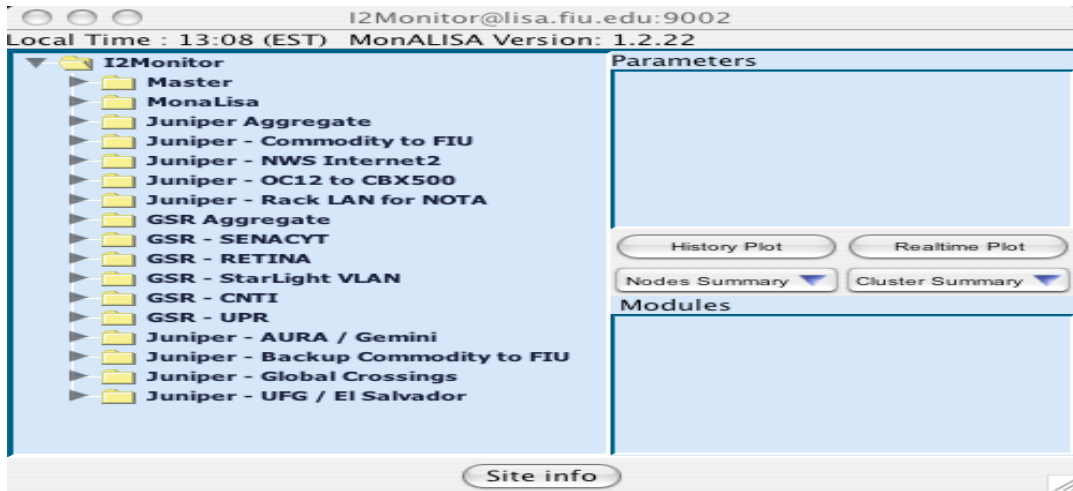 I2Monitor@lisa.fiu.edu:9002
Local Time : 13:08 (EST) MonALISA Version: 1.2.22
I2Monitor
Master
MonaLisa
Juniper Aggregate
Juniper - Commodity to FIU
Juniper - NWS Internet2
Juniper - OC12 to CBX500
Juniper - Rack LAN for NOTA
GSR Aggregate
GSR - SENACYT
GSR - RETINA
GSR - StarLight VLAN
GSR - CNTI
GSR - UPR
Juniper - AURA / Gemini
Juniper - Backup Commodity to FIU
Juniper - Global Crossings
Juniper - UFG / El Salvador
Parameters
History Plot
Realtime Plot
Nodes Summary
Cluster Summary
Modules
Site info